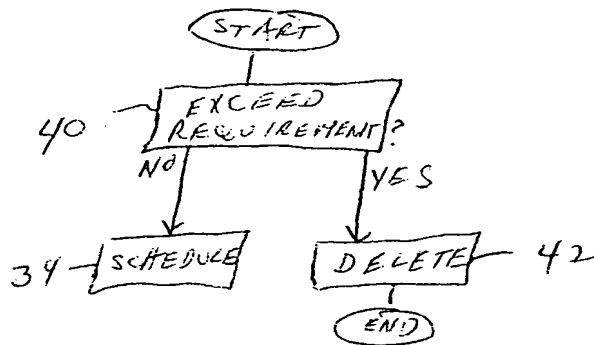 START
40
EXCEED
REQUIREMENT?
NO
YES
34
SCHEDULE
DELETE
42
END